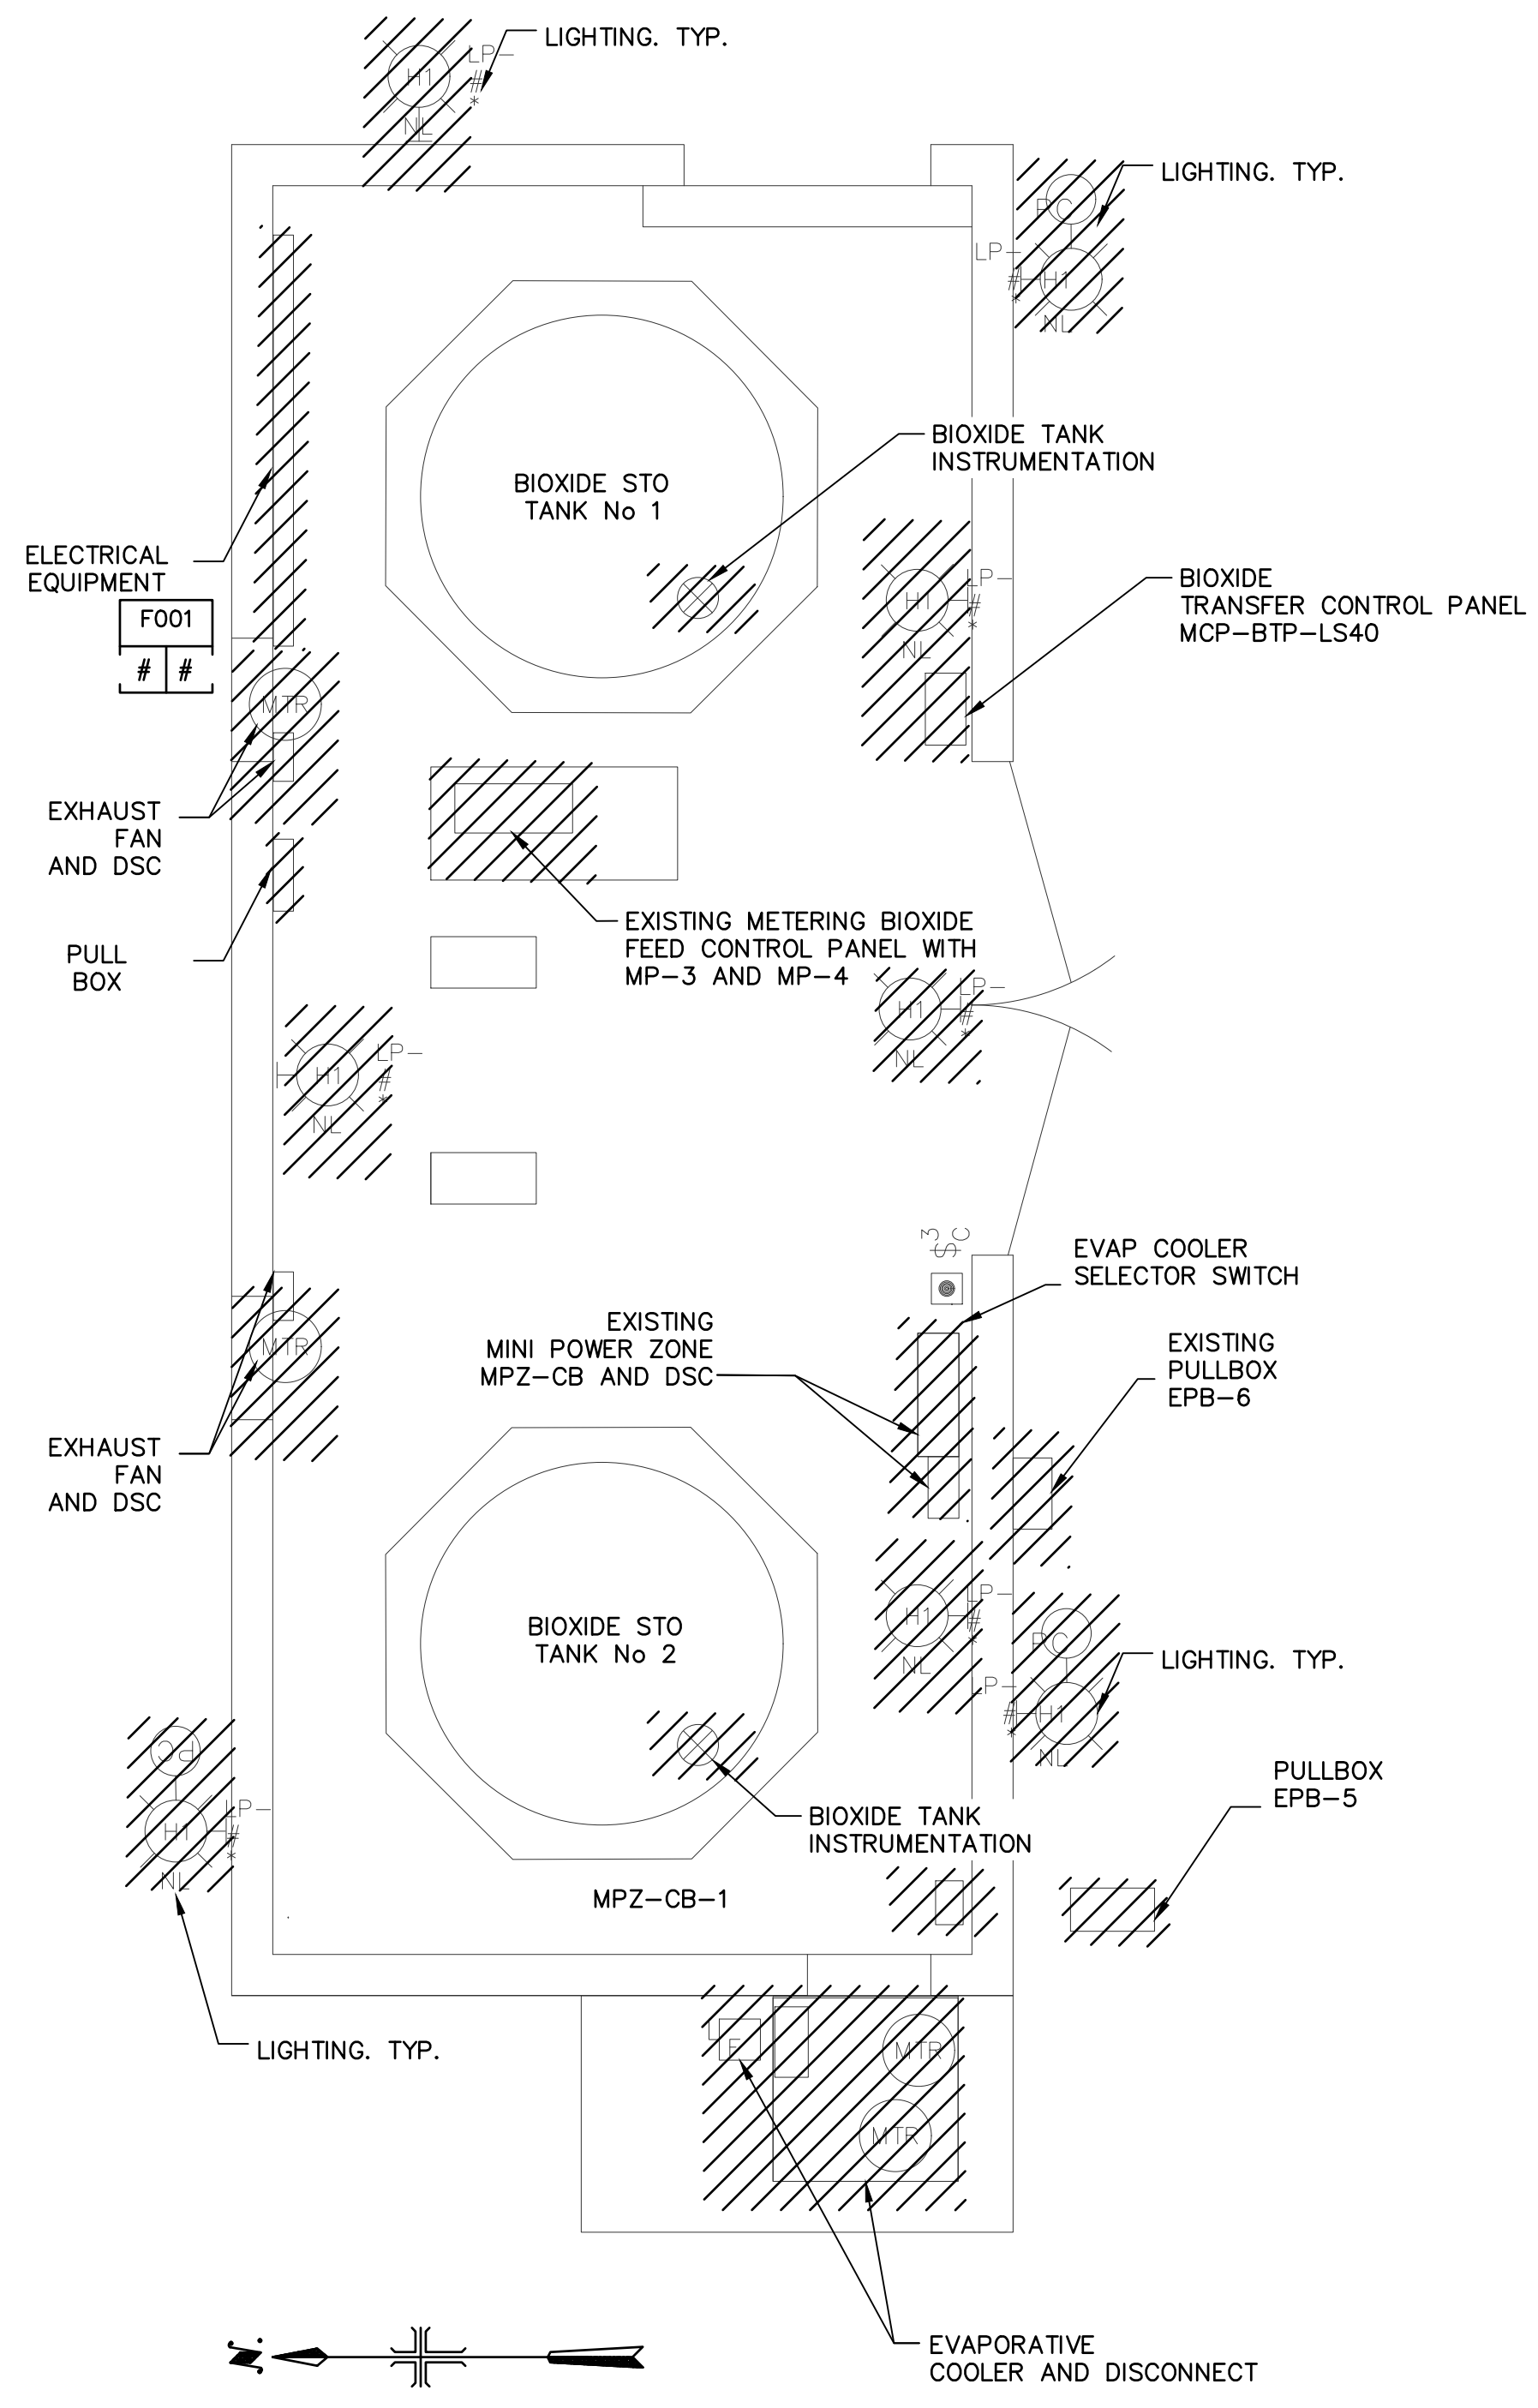 LIGHTING. TYP.
LP-
#
*
H1
NL
LIGHTING. TYP.
PC
LP-
#
*
H1
NL
BIOXIDE TANK
INSTRUMENTATION
BIOXIDE STO
TANK No 1
ELECTRICAL
EQUIPMENT
F001
# #
BIOXIDE
TRANSFER CONTROL PANEL
MCP-BTP-LS40
LP-
#
*
H1
NL
MTR
EXHAUST
FAN
AND DSC
EXISTING METERING BIOXIDE
FEED CONTROL PANEL WITH
MP-3 AND MP-4
PULL
BOX
LP-
#
*
H1
NL
LP-
#
*
H1
NL
3
S
C
EVAP COOLER
SELECTOR SWITCH
EXISTING
MINI POWER ZONE
MPZ-CB AND DSC
EXISTING
PULLBOX
EPB-6
MTR
EXHAUST
FAN
AND DSC
BIOXIDE STO
TANK No 2
LP-
#
*
H1
NL
PC
LP-
#
*
H1
NL
LIGHTING. TYP.
PC
LP-
#
*
H1
NL
PULLBOX
EPB-5
BIOXIDE TANK
INSTRUMENTATION
MPZ-CB-1
LIGHTING. TYP.
F
MTR
MTR
EVAPORATIVE
COOLER AND DISCONNECT
N.